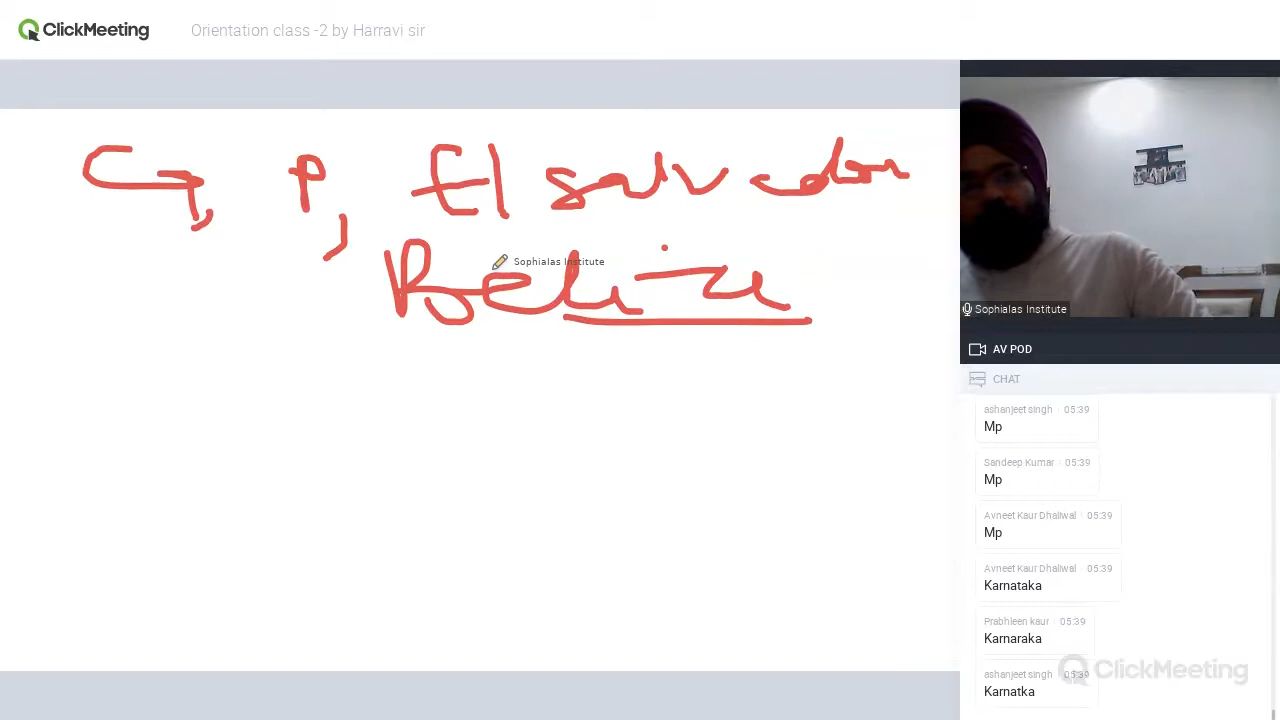 ClickMeeting
Orientation class -2 by Harravi sir
G, P, El salvador
Belize
Sophialas Institute
Sophialas Institute
AV POD
CHAT
ashanjeet singh 05:39
Mp
Sandeep Kumar 05:39
Mp
Avneet Kaur Dhaliwal 05:39
Mp
Avneet Kaur Dhaliwal 05:39
Karnataka
Prabhleen kaur 05:39
Karnaraka
ashanjeet singh 05:39
Karnatka
ClickMeeting